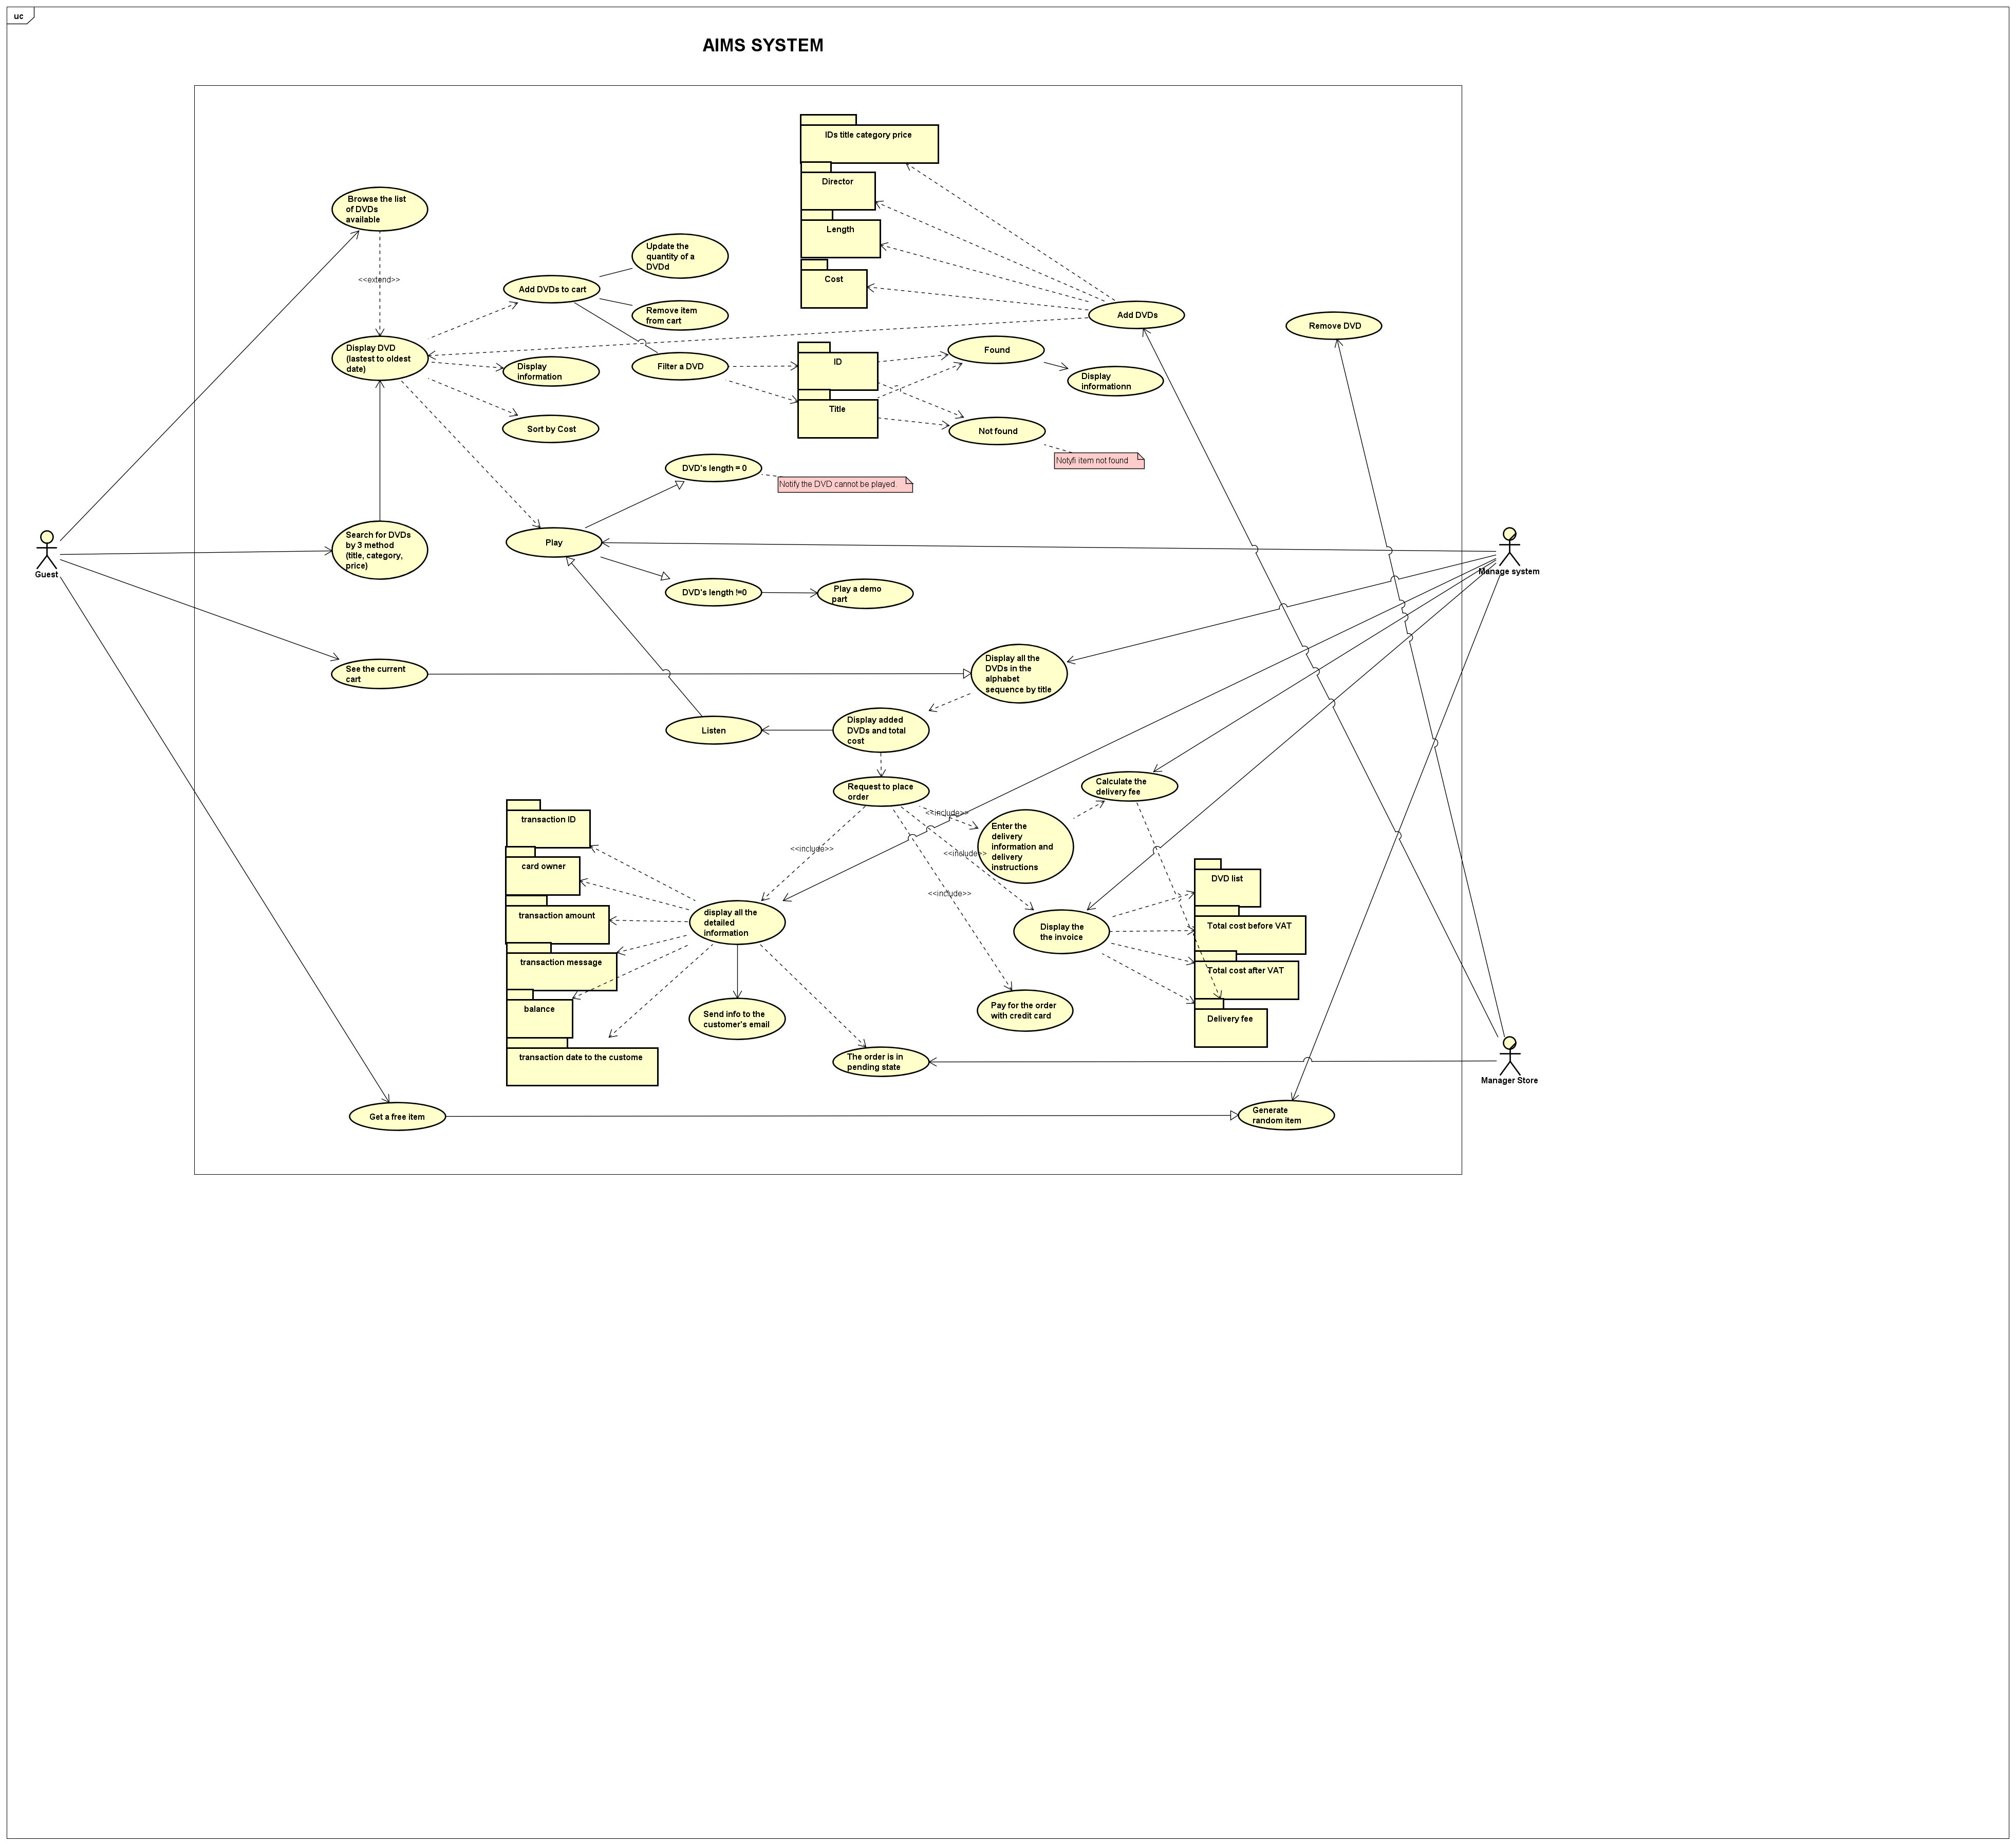 uc
AIMS SYSTEM
IDs title category price
Director
Length
Cost
Browse the list
of DVDs
available
<<extend>>
Update the
quantity of a
DVDd
Add DVDs to cart
Remove item
from cart
Add DVDs
Remove DVD
Display DVD
(lastest to oldest
date)
Display
information
Filter a DVD
ID
Title
Found
Display
informationn
Sort by Cost
Not found
Notyfi item not found
DVD's length = 0
Notify the DVD cannot be played.
Guest
Search for DVDs
by 3 method
(title, category,
price)
Play
Manage system
DVD's length !=0
Play a demo
part
See the current
cart
Display all the
DVDs in the
alphabet
sequence by title
Listen
Display added
DVDs and total
cost
Request to place
order
Calculate the
delivery fee
<<include>>
<<include>>
<<include>>
<<include>>
Enter the
delivery
information and
delivery
instructions
transaction ID
card owner
transaction amount
transaction message
balance
transaction date to the custome
display all the
detailed
information
Display the
the invoice
DVD list
Total cost before VAT
Total cost after VAT
Delivery fee
Send info to the
customer's email
Pay for the order
with credit card
The order is in
pending state
Manager Store
Get a free item
Generate
random item